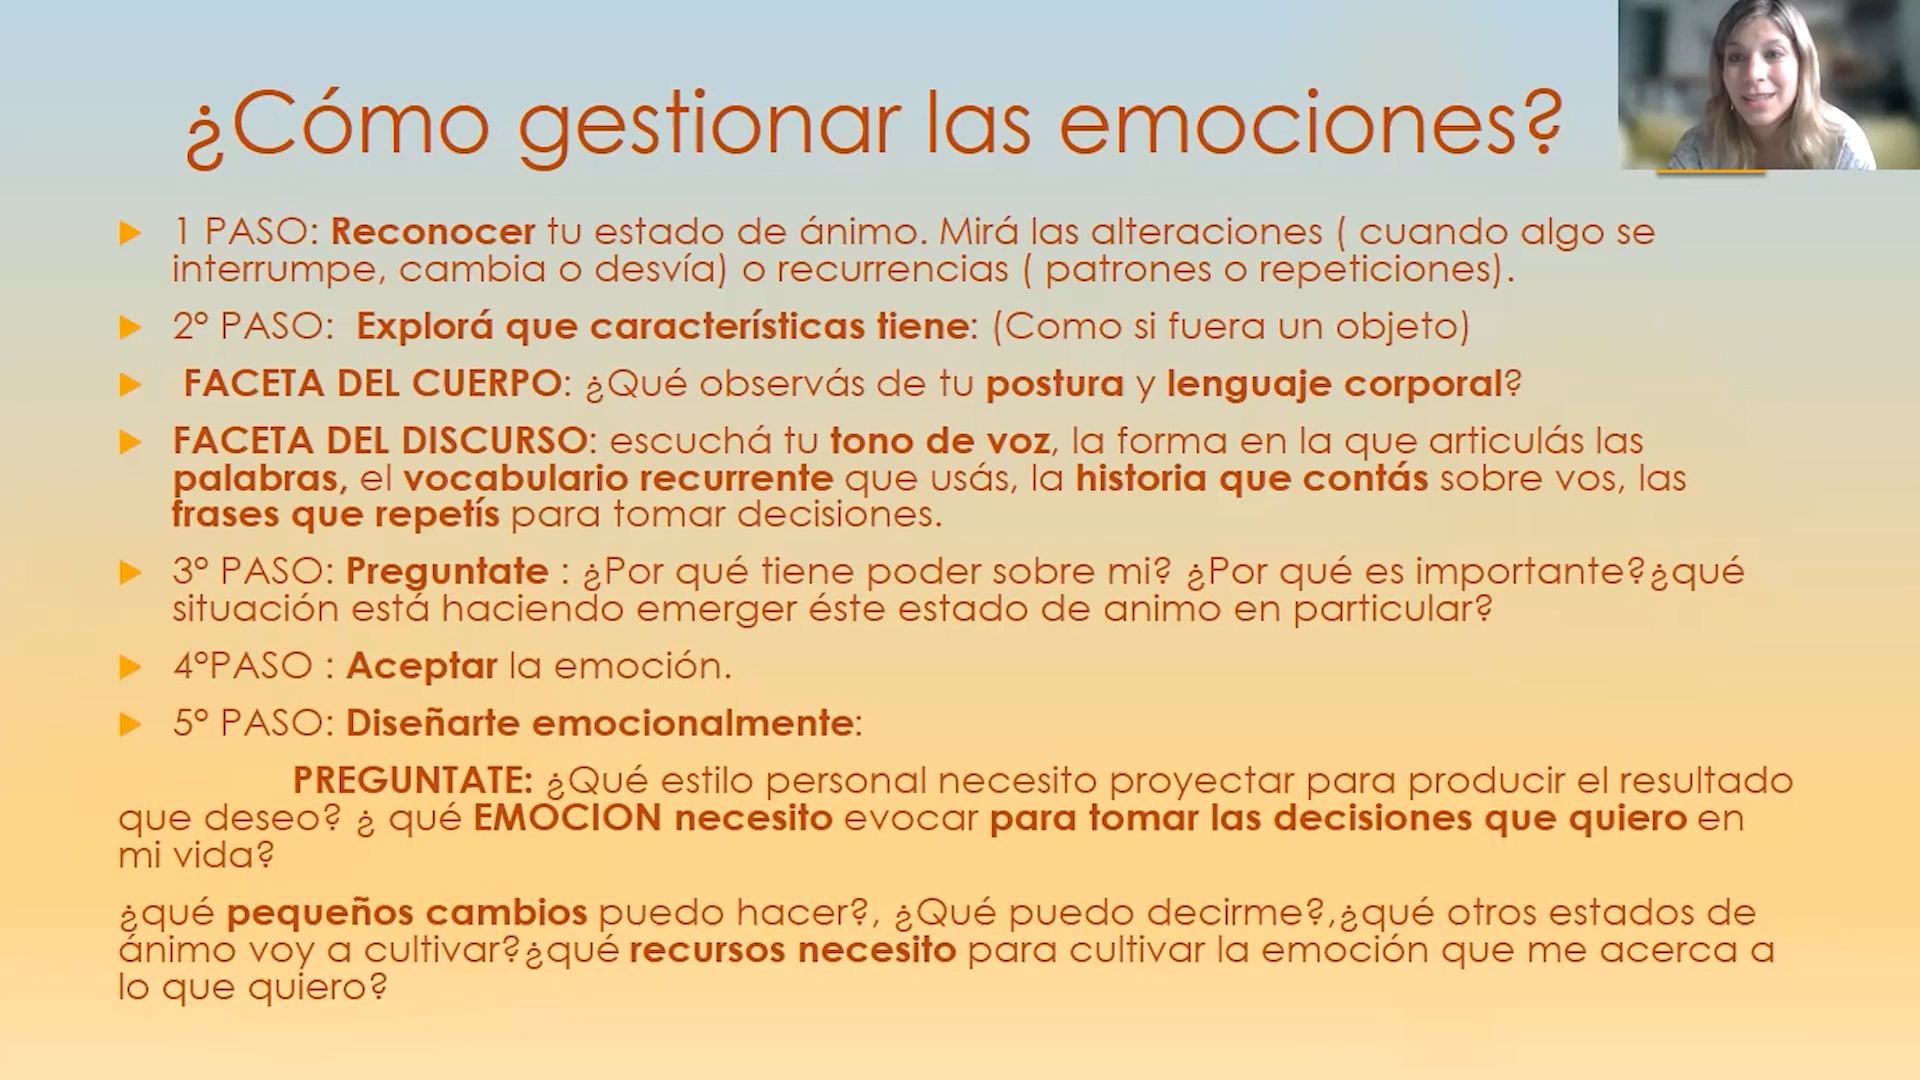 ¿Cómo gestionar las emociones?
1 PASO: Reconocer tu estado de ánimo. Mirá las alteraciones ( cuando algo se
interrumpe, cambia o desvía) o recurrencias ( patrones o repeticiones).
2º PASO: Explorá que características tiene: (Como si fuera un objeto)
FACETA DEL CUERPO: ¿Qué observás de tu postura y lenguaje corporal?
FACETA DEL DISCURSO: escuchá tu tono de voz, la forma en la que articulás las
palabras, el vocabulario recurrente que usás, la historia que contás sobre vos, las
frases que repetís para tomar decisiones.
3º PASO: Preguntate : ¿Por qué tiene poder sobre mi? ¿Por qué es importante?¿qué
situación está haciendo emerger éste estado de animo en particular?
4ºPASO : Aceptar la emoción.
5º PASO: Diseñarte emocionalmente:
PREGUNTATE: ¿Qué estilo personal necesito proyectar para producir el resultado
que deseo? ¿ qué EMOCION necesito evocar para tomar las decisiones que quiero en
mi vida?
¿qué pequeños cambios puedo hacer?, ¿Qué puedo decirme?,¿qué otros estados de
ánimo voy a cultivar?¿qué recursos necesito para cultivar la emoción que me acerca a
lo que quiero?